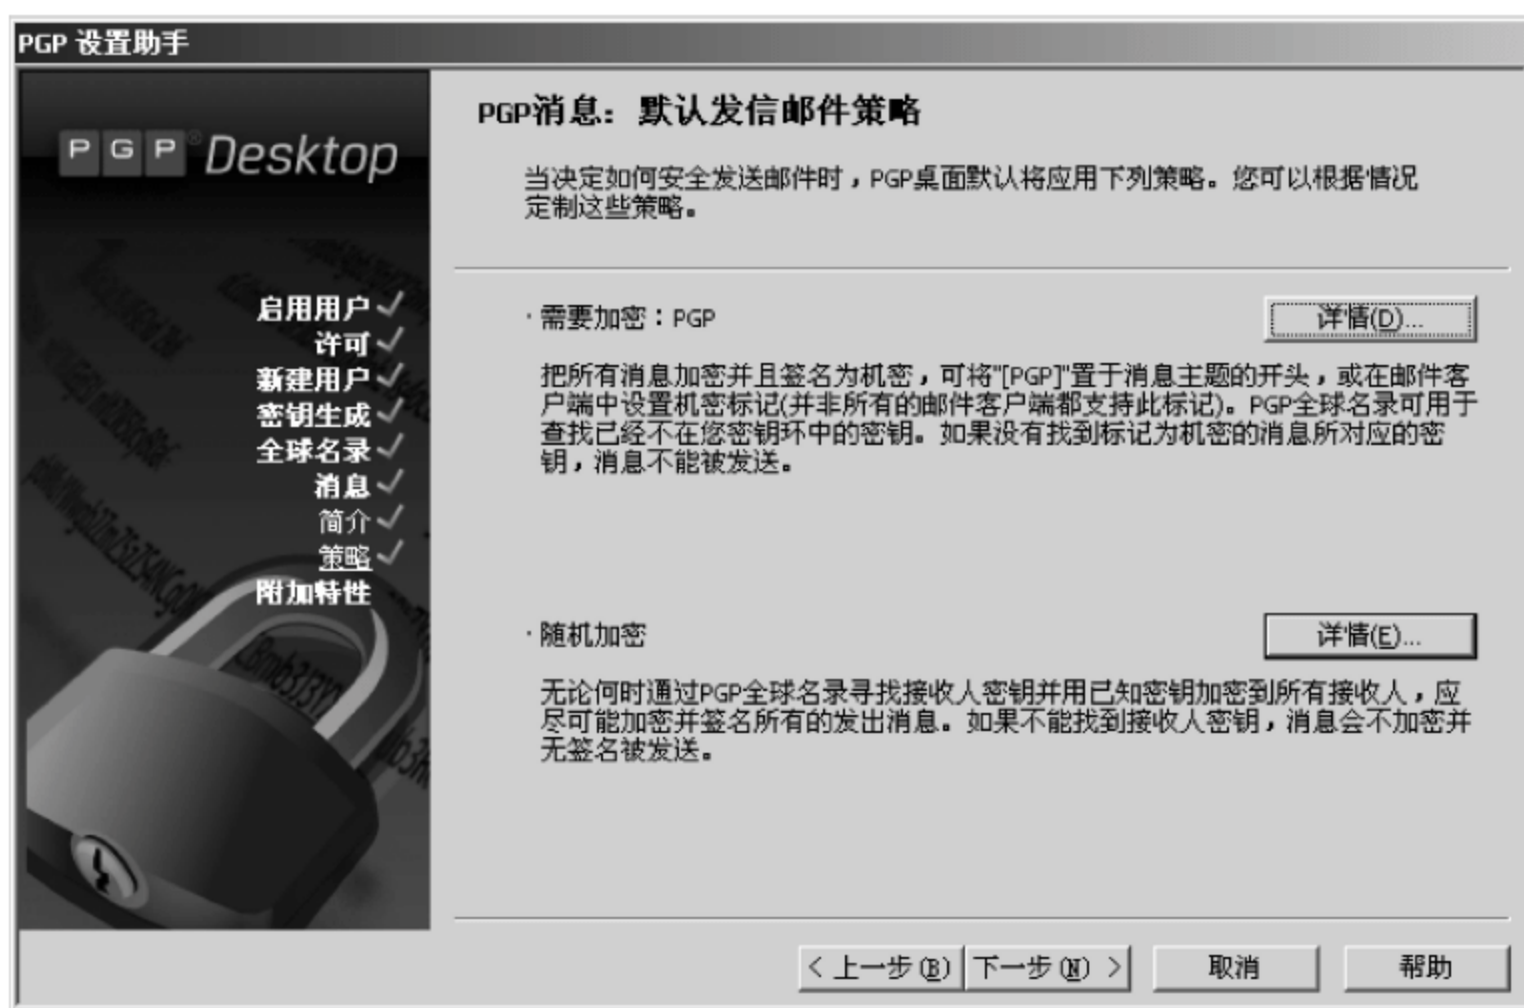 PGP 设置助手
PGP® Desktop
启用用户
许可
新建用户
密钥生成
全球名录
消息
简介
策略
附加特性
PGP消息：默认发信邮件策略
当决定如何安全发送邮件时，PGP桌面默认将应用下列策略。您可以根据情况
定制这些策略。
·需要加密：PGP
详情(D)...
把所有消息加密并且签名为机密，可将"[PGP]"置于消息主题的开头，或在邮件客
户端中设置机密标记(并非所有的邮件客户端都支持此标记)。PGP全球名录可用于
查找已经不在您密钥环中的密钥。如果没有找到标记为机密的消息所对应的密
钥，消息不能被发送。
·随机加密
详情(E)...
无论何时通过PGP全球名录寻找接收人密钥并用已知密钥加密到所有接收人，应
尽可能加密并签名所有的发出消息。如果不能找到接收人密钥，消息会不加密并
无签名被发送。
< 上一步(B)
下一步(N) >
取消
帮助